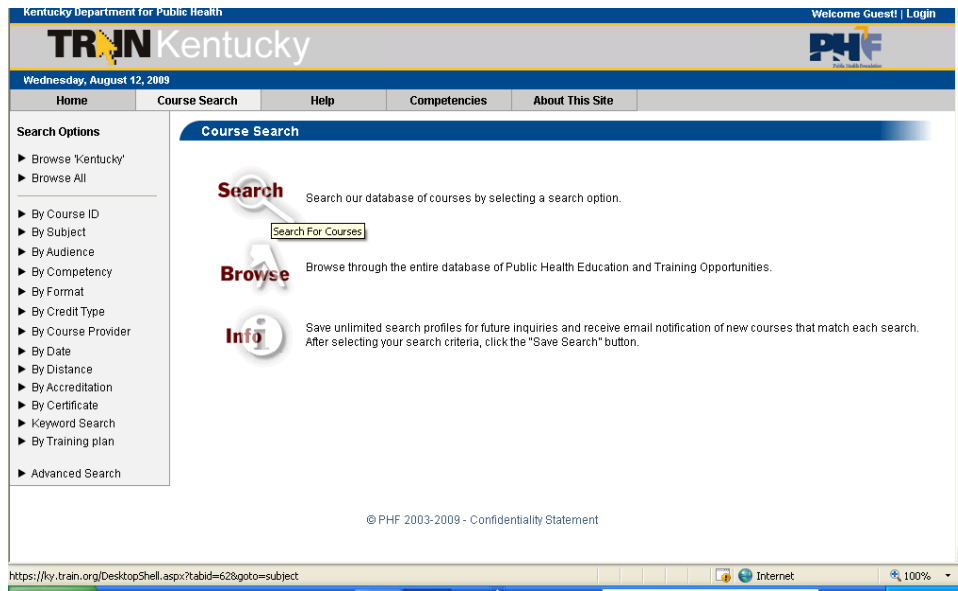 Kentucky Department for Public Health
Welcome Guest! | Login
TRAIN Kentucky
PHF
Public Health Foundation
Wednesday, August 12, 2009
Home
Course Search
Help
Competencies
About This Site
Search Options
Browse 'Kentucky'
Browse All
By Course ID
By Subject
By Audience
By Competency
By Format
By Credit Type
By Course Provider
By Date
By Distance
By Accreditation
By Certificate
Keyword Search
By Training plan
Advanced Search
Course Search
Search
Search our database of courses by selecting a search option.
Search For Courses
Browse
Browse through the entire database of Public Health Education and Training Opportunities.
Info
Save unlimited search profiles for future inquiries and receive email notification of new courses that match each search.
After selecting your search criteria, click the "Save Search" button.
© PHF 2003-2009 - Confidentiality Statement
https://ky.train.org/DesktopShell.aspx?tabid=62&goto=subject
Internet
100%